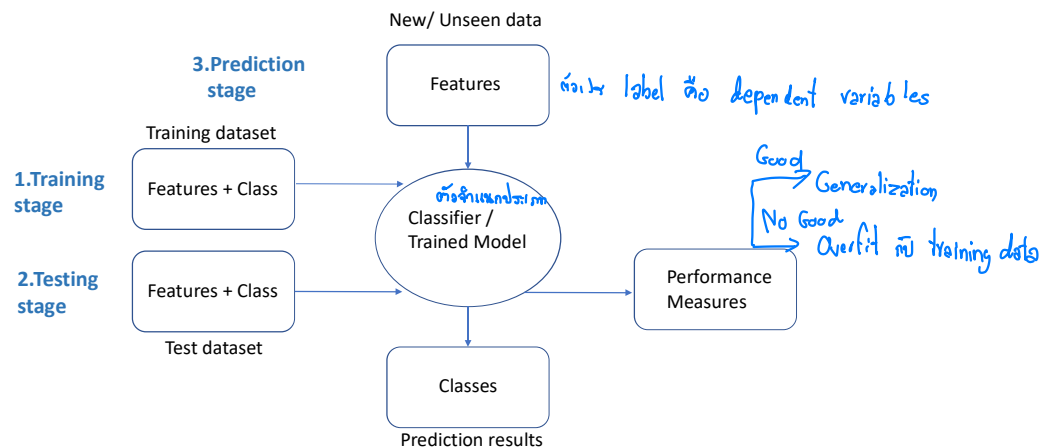 New/ Unseen data
3.Prediction
stage
Features
ตัวแปร label คือ dependent variables
Training dataset
1.Training
stage
Features + Class
ตัวจำแนกประเภท
Classifier /
Trained Model
Good
Generalization
No Good
Overfit กับ training data
2.Testing
stage
Features + Class
Test dataset
Performance
Measures
Classes
Prediction results